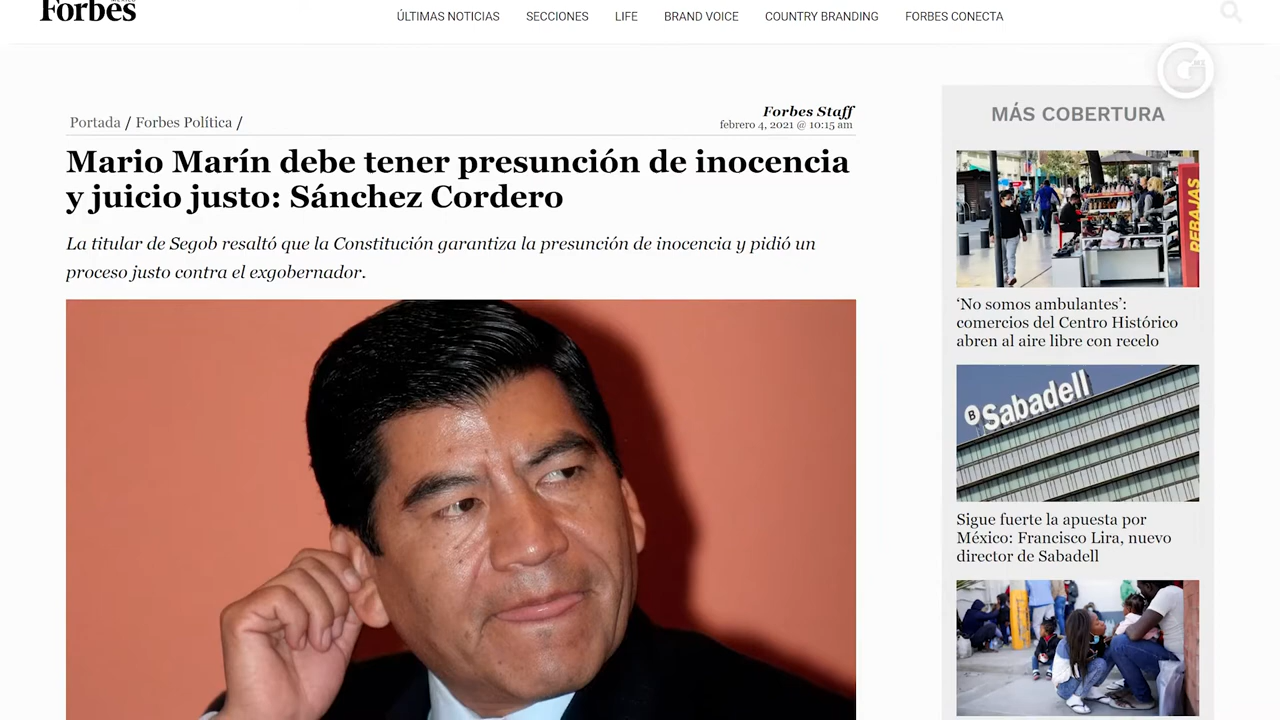 Forbes
MÉXICO
ÚLTIMAS NOTICIAS SECCIONES LIFE BRAND VOICE COUNTRY BRANDING FORBES CONECTA
G
Portada / Forbes Política /
Forbes Staff
febrero 4, 2021 @ 10:15 am
Mario Marín debe tener presunción de inocencia
y juicio justo: Sánchez Cordero
La titular de Segob resaltó que la Constitución garantiza la presunción de inocencia y pidió un
proceso justo contra el exgobernador.
MÁS COBERTURA
REBAJAS
‘No somos ambulantes’:
comercios del Centro Histórico
abren al aire libre con recelo
B Sabadell
Sigue fuerte la apuesta por
México: Francisco Lira, nuevo
director de Sabadell